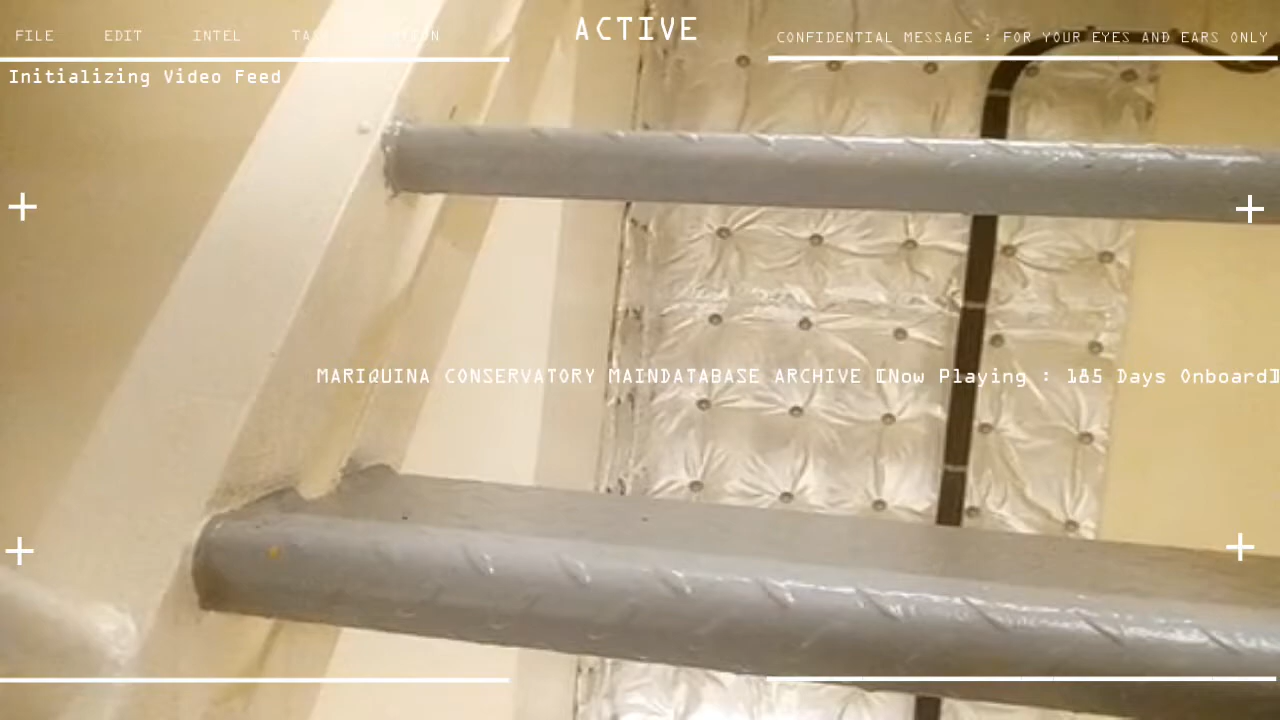 FILE EDIT INTEL
ACTIVE
CONFIDENTIAL MESSAGE : FOR YOUR EYES AND EARS ONLY
Initializing Video Feed
MARIQUINA CONSERVATORY MAINDATABASE ARCHIVE [Now Playing : 185 Days Onboard]